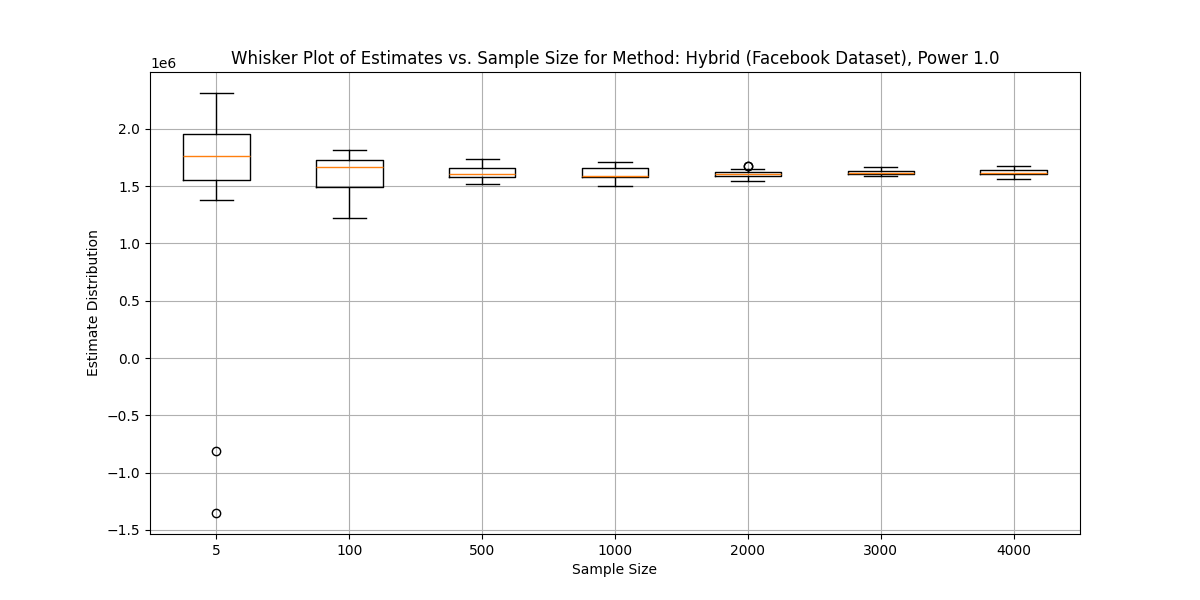 Whisker Plot of Estimates vs. Sample Size for Method: Hybrid (Facebook Dataset), Power 1.0
1e6
2.0
1.5
1.0
0.5
0.0
−0.5
−1.0
−1.5
Estimate Distribution
5 100 500 1000 2000 3000 4000
Sample Size